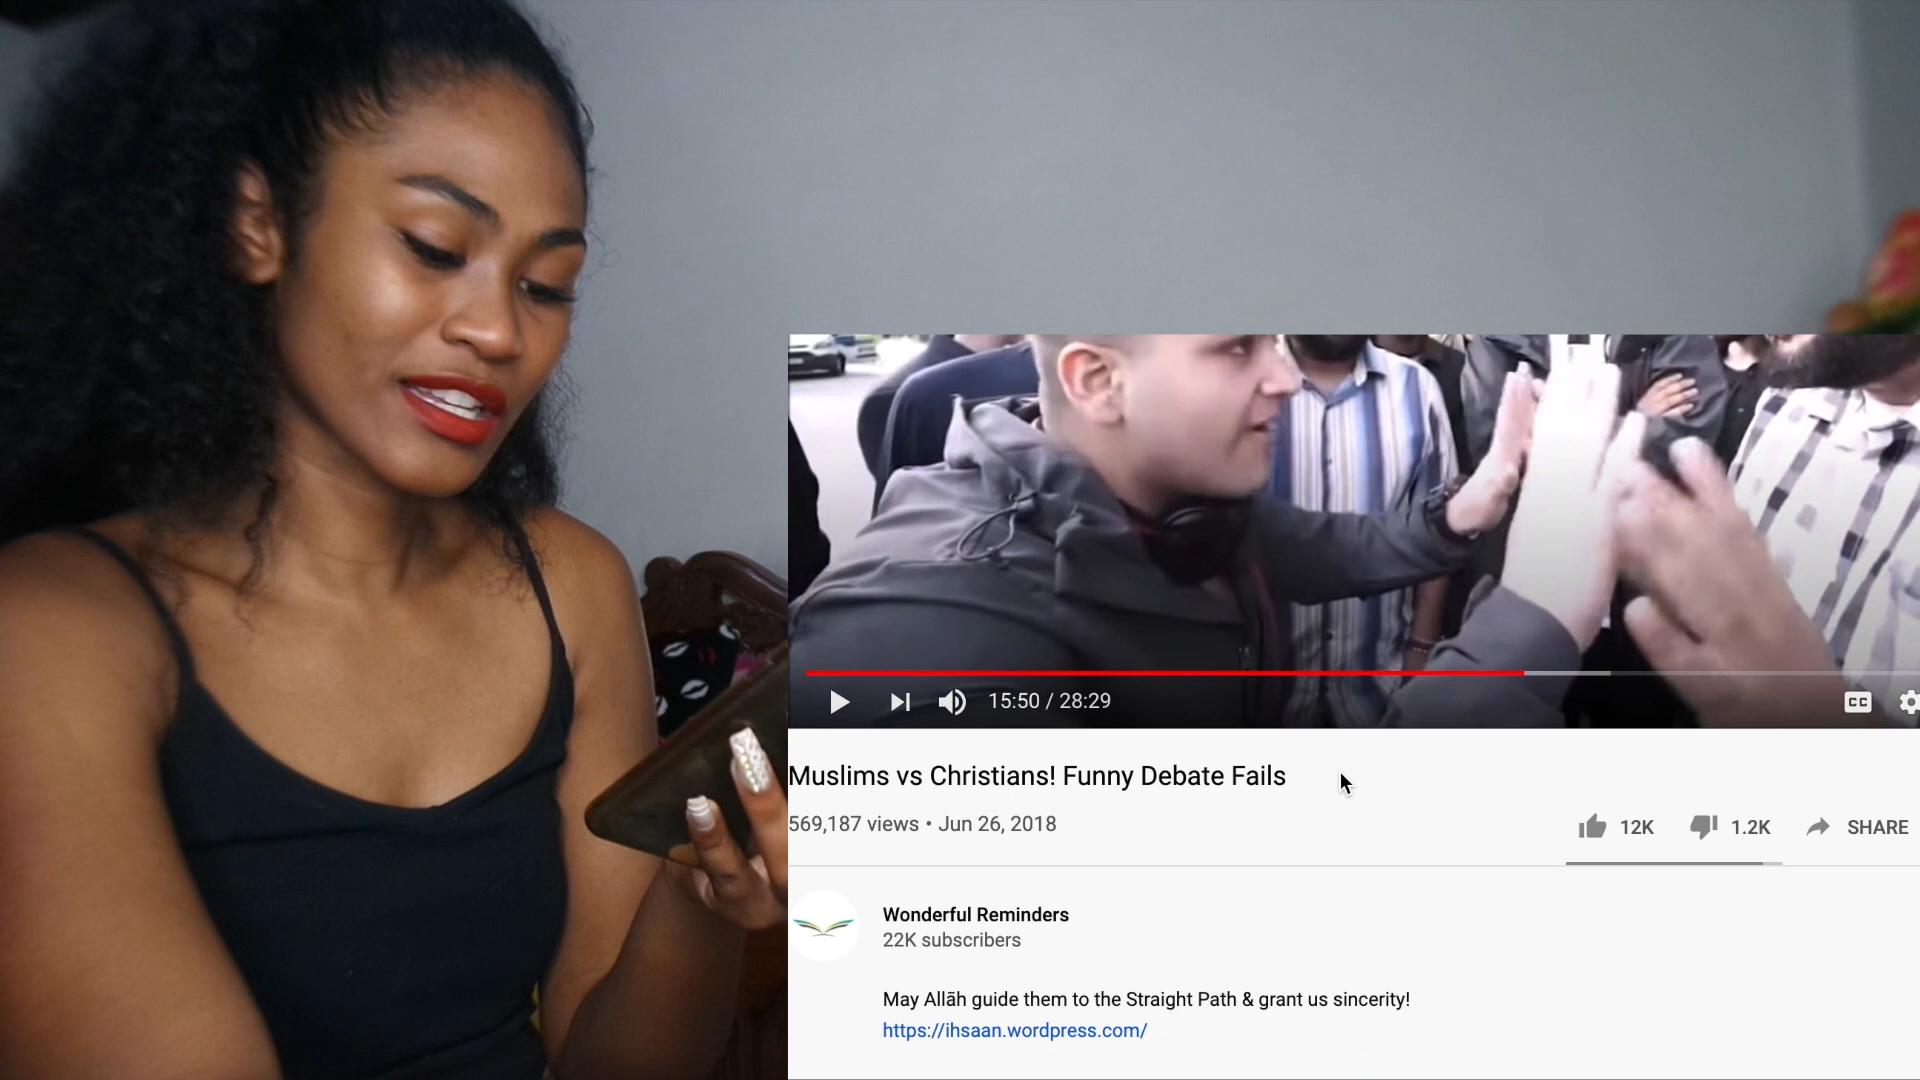 15:50 / 28:29
CC
Muslims vs Christians! Funny Debate Fails
569,187 views • Jun 26, 2018
12K 1.2K SHARE
Wonderful Reminders
22K subscribers
May Allāh guide them to the Straight Path & grant us sincerity!
https://ihsaan.wordpress.com/